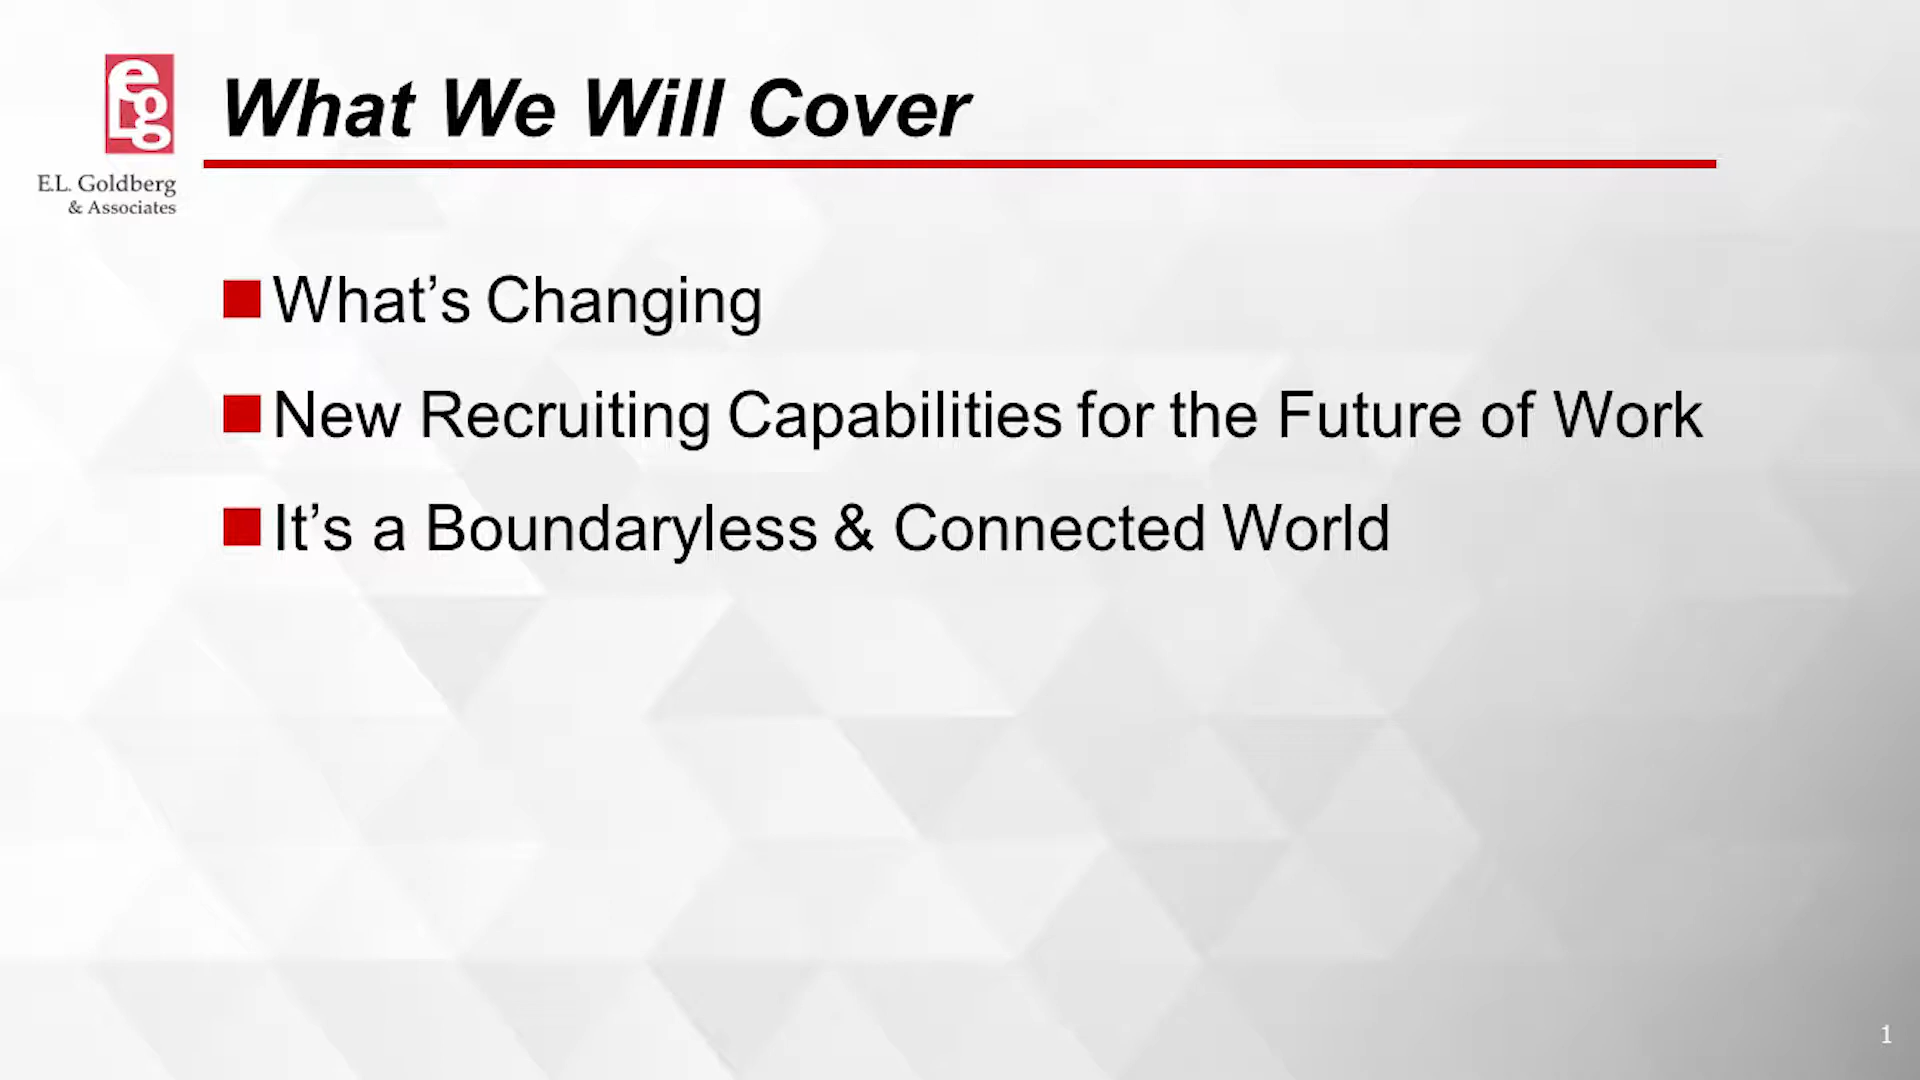 elgg
E.L. Goldberg
& Associates
What We Will Cover
What’s Changing
New Recruiting Capabilities for the Future of Work
It’s a Boundaryless & Connected World
1